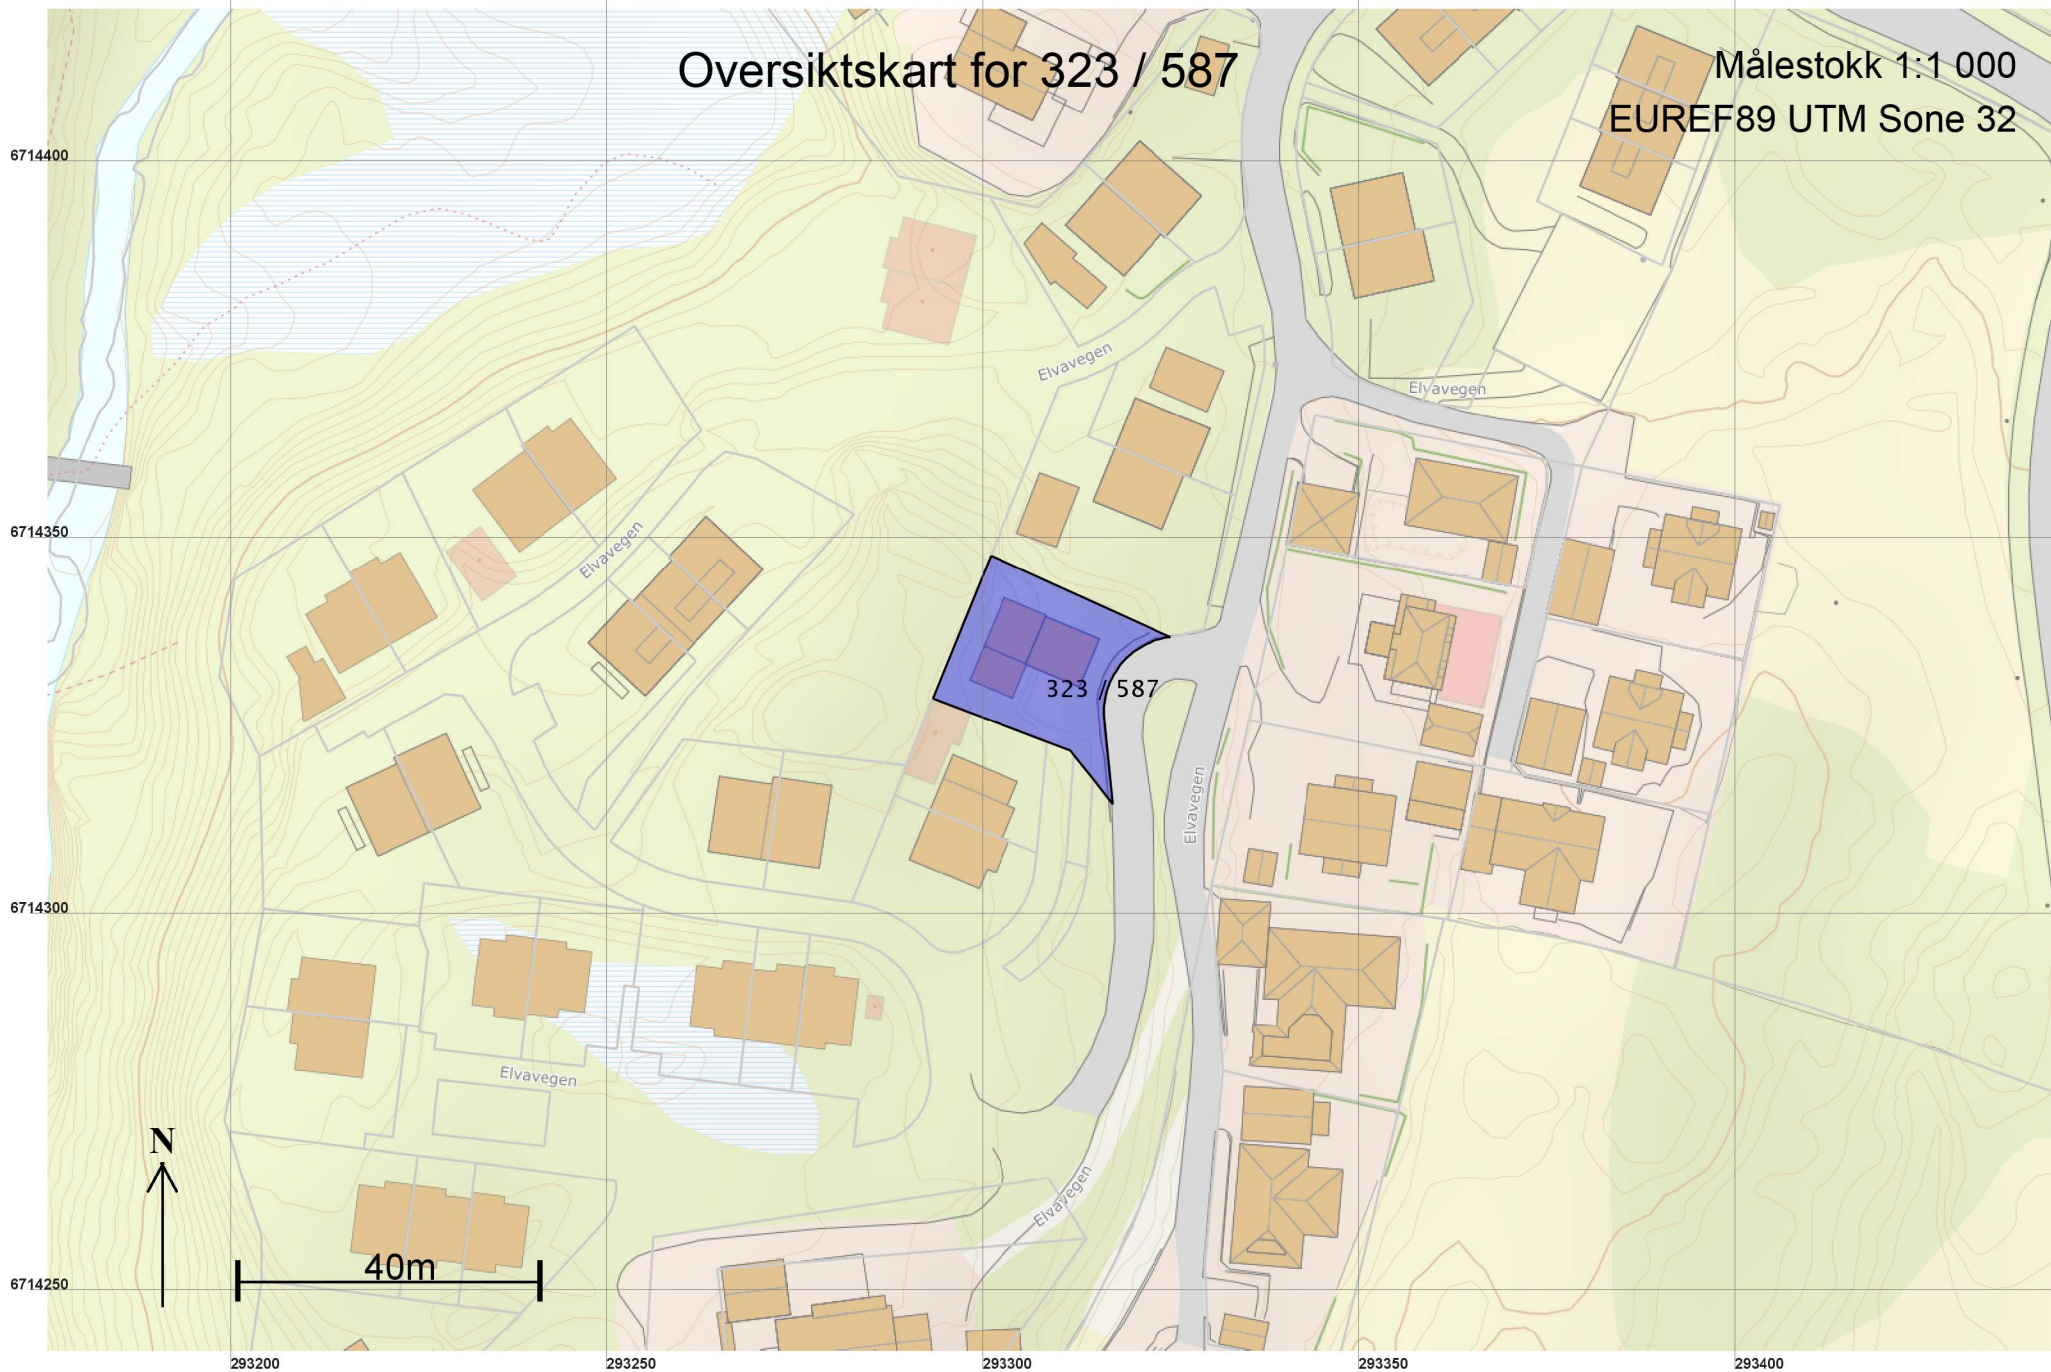 Oversiktskart for 323 / 587
Målestokk 1:1 000
EUREF89 UTM Sone 32
6714400
Elvavegen
Elvavegen
6714350
Elvavegen
323 / 587
Elvavegen
6714300
Elvavegen
N
Elvavegen
40m
6714250
293200
293250
293300
293350
293400